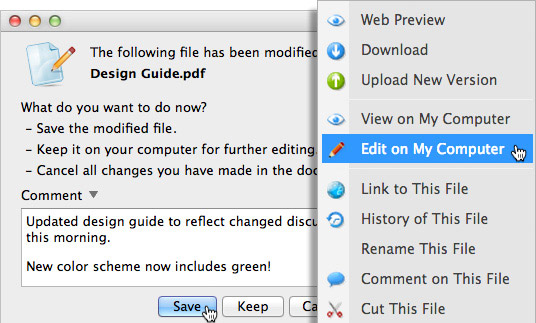 The following file has been modified
Design Guide.pdf
What do you want to do now?
– Save the modified file.
– Keep it on your computer for further editing.
– Cancel all changes you have made in the doc
Comment
Updated design guide to reflect changed discu
this morning.
New color scheme now includes green!
Save
Keep
Ca
Web Preview
Download
Upload New Version
View on My Computer
Edit on My Computer
Link to This File
History of This File
Rename This File
Comment on This File
Cut This File